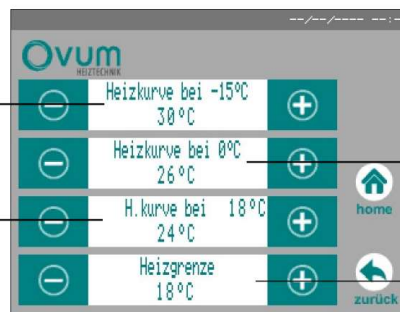 --/--/---- --:-
Ovum
HEIZTECHNIK
Heizkurve bei -15°C
30°C
Heizkurve bei 0°C
26°C
home
H.kurve bei 18°C
24°C
Heizgrenze
18°C
zurück